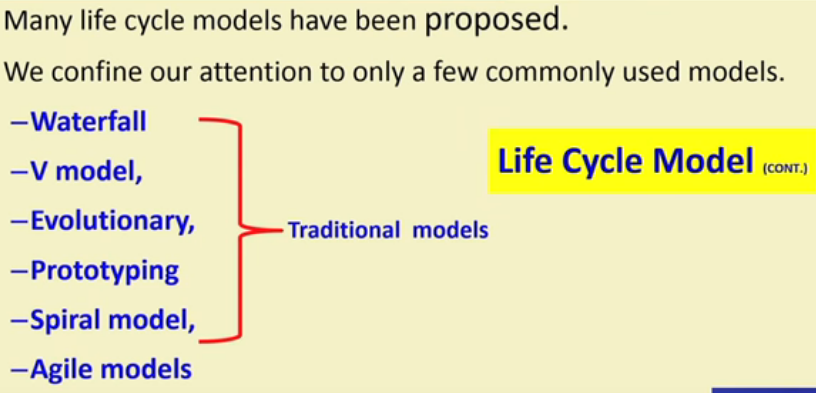 Many life cycle models have been proposed.
We confine our attention to only a few commonly used models.
–Waterfall
–V model,
–Evolutionary,
–Prototyping
–Spiral model,
–Agile models
Traditional models
Life Cycle Model (CONT.)